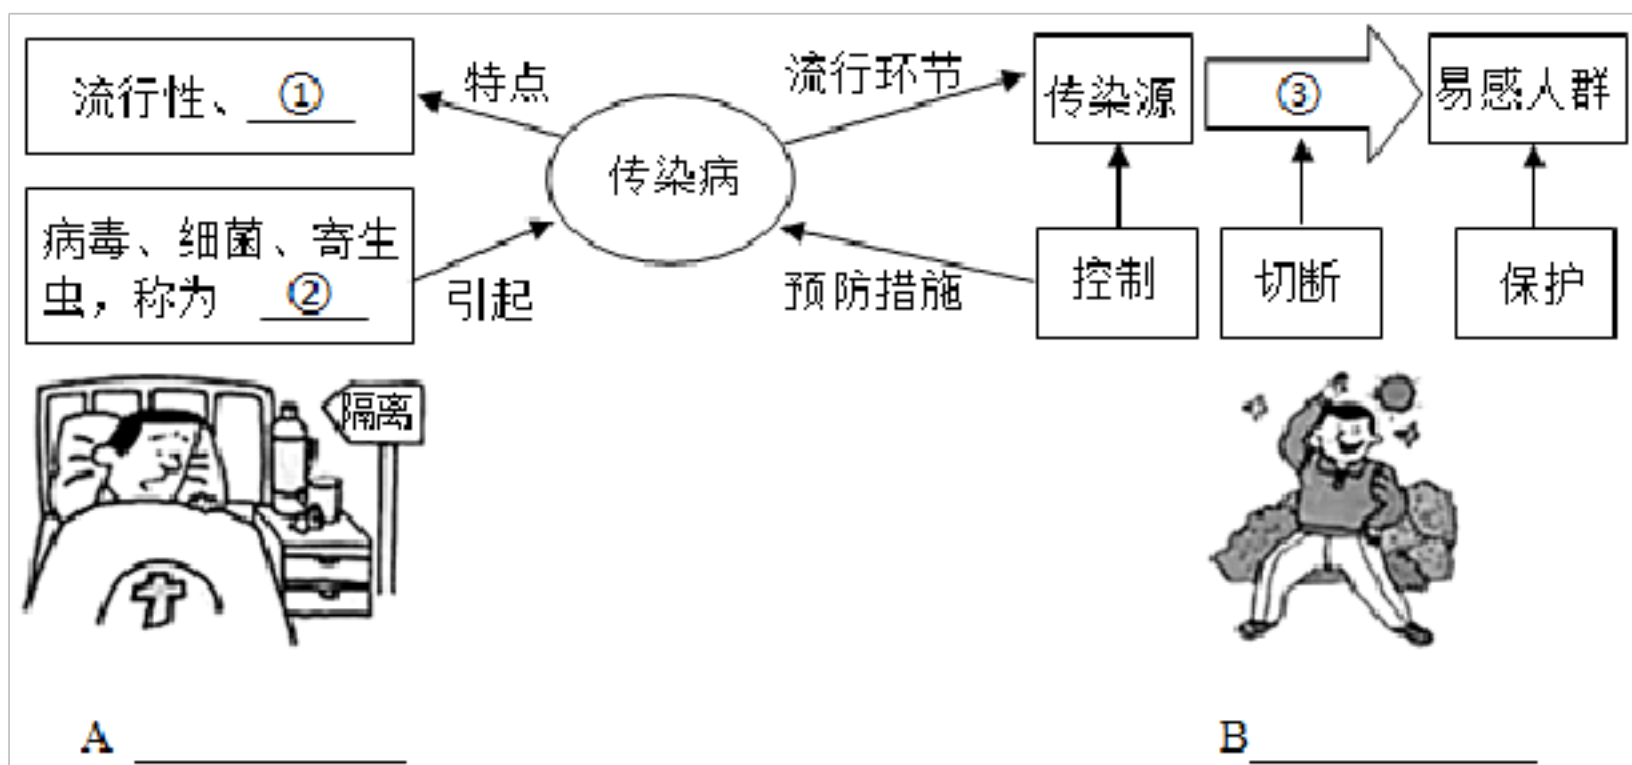 流行性、 ①
特点
流行环节
传染源
③
易感人群
传染病
病毒、细菌、寄生
虫，称为 ②
引起
预防措施
控制
切断
保护
隔离
A
B